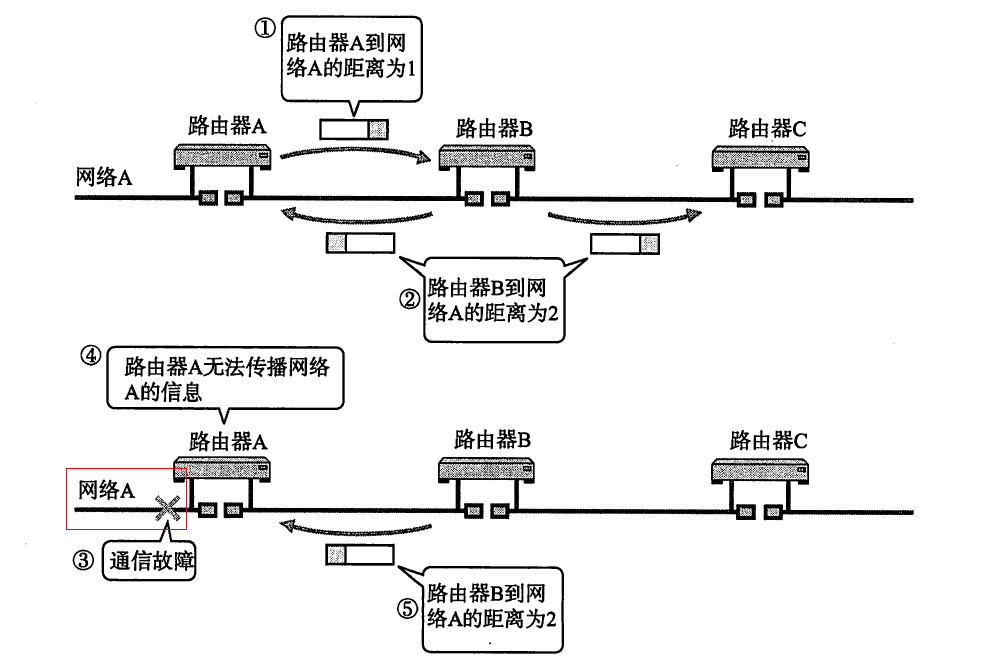 ①
路由器A到网
络A的距离为1
路由器A
路由器B
路由器C
网络A
②
路由器B到网
络A的距离为2
④
路由器A无法传播网络
A的信息
路由器A
路由器B
路由器C
网络A
③
通信故障
⑤
路由器B到网
络A的距离为2